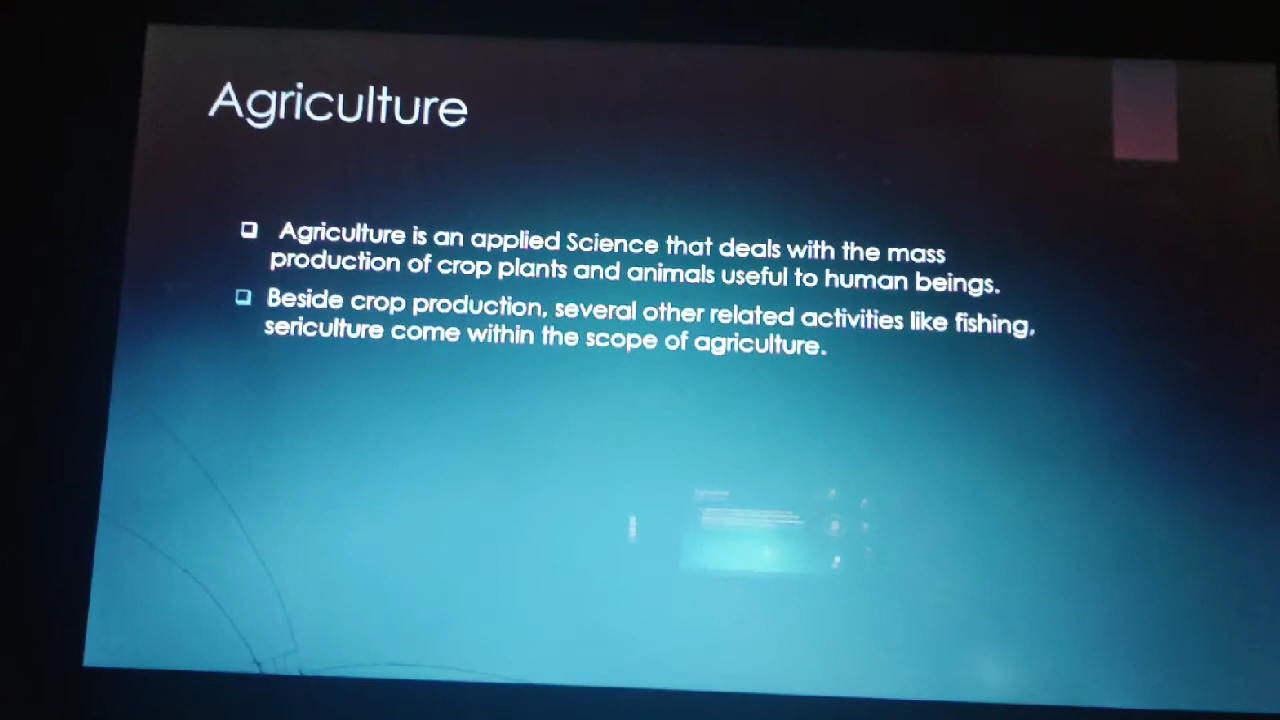 Agriculture
Agriculture is an applied Science that deals with the mass
production of crop plants and animals useful to human beings.
Beside crop production, several other related activities like fishing,
sericulture come within the scope of agriculture.